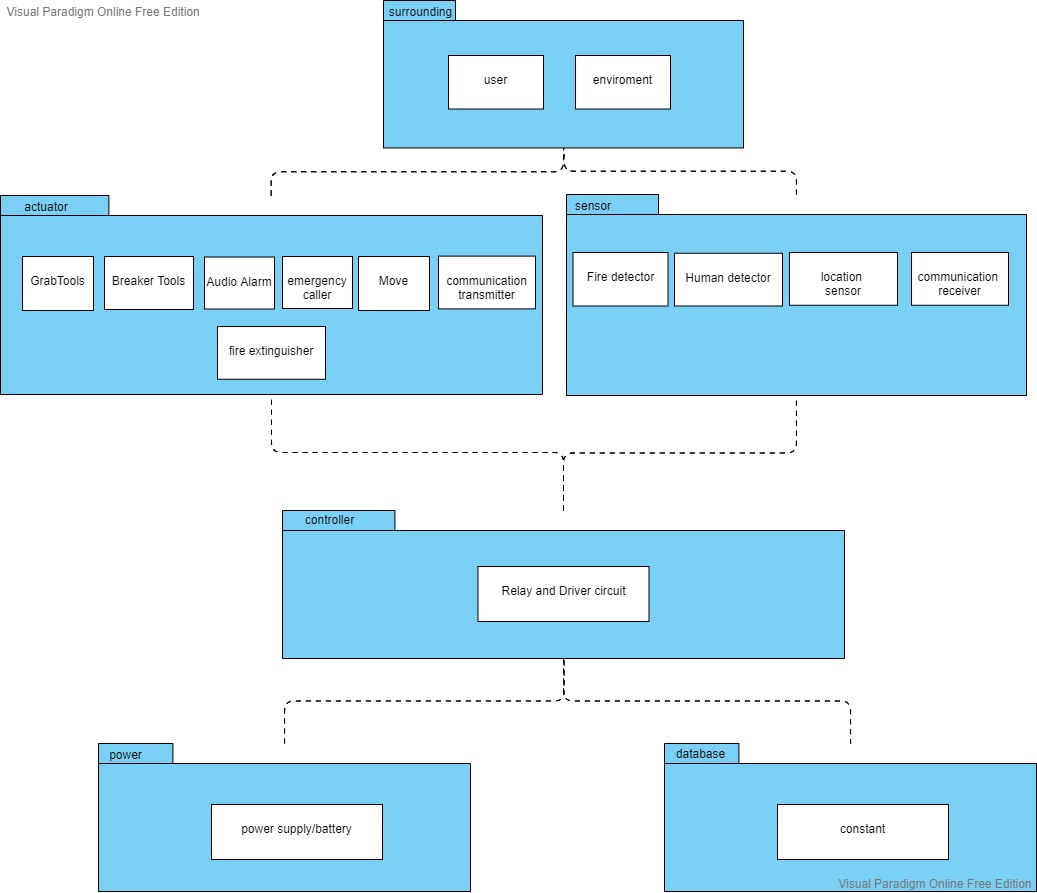 Visual Paradigm Online Free Edition
surrounding
user
enviroment
actuator
GrabTools
Breaker Tools
Audio Alarm
emergency
caller
Move
communication
transmitter
fire extinguisher
sensor
Fire detector
Human detector
location
sensor
communication
receiver
controller
Relay and Driver circuit
power
power supply/battery
database
constant
Visual Paradigm Online Free Edition